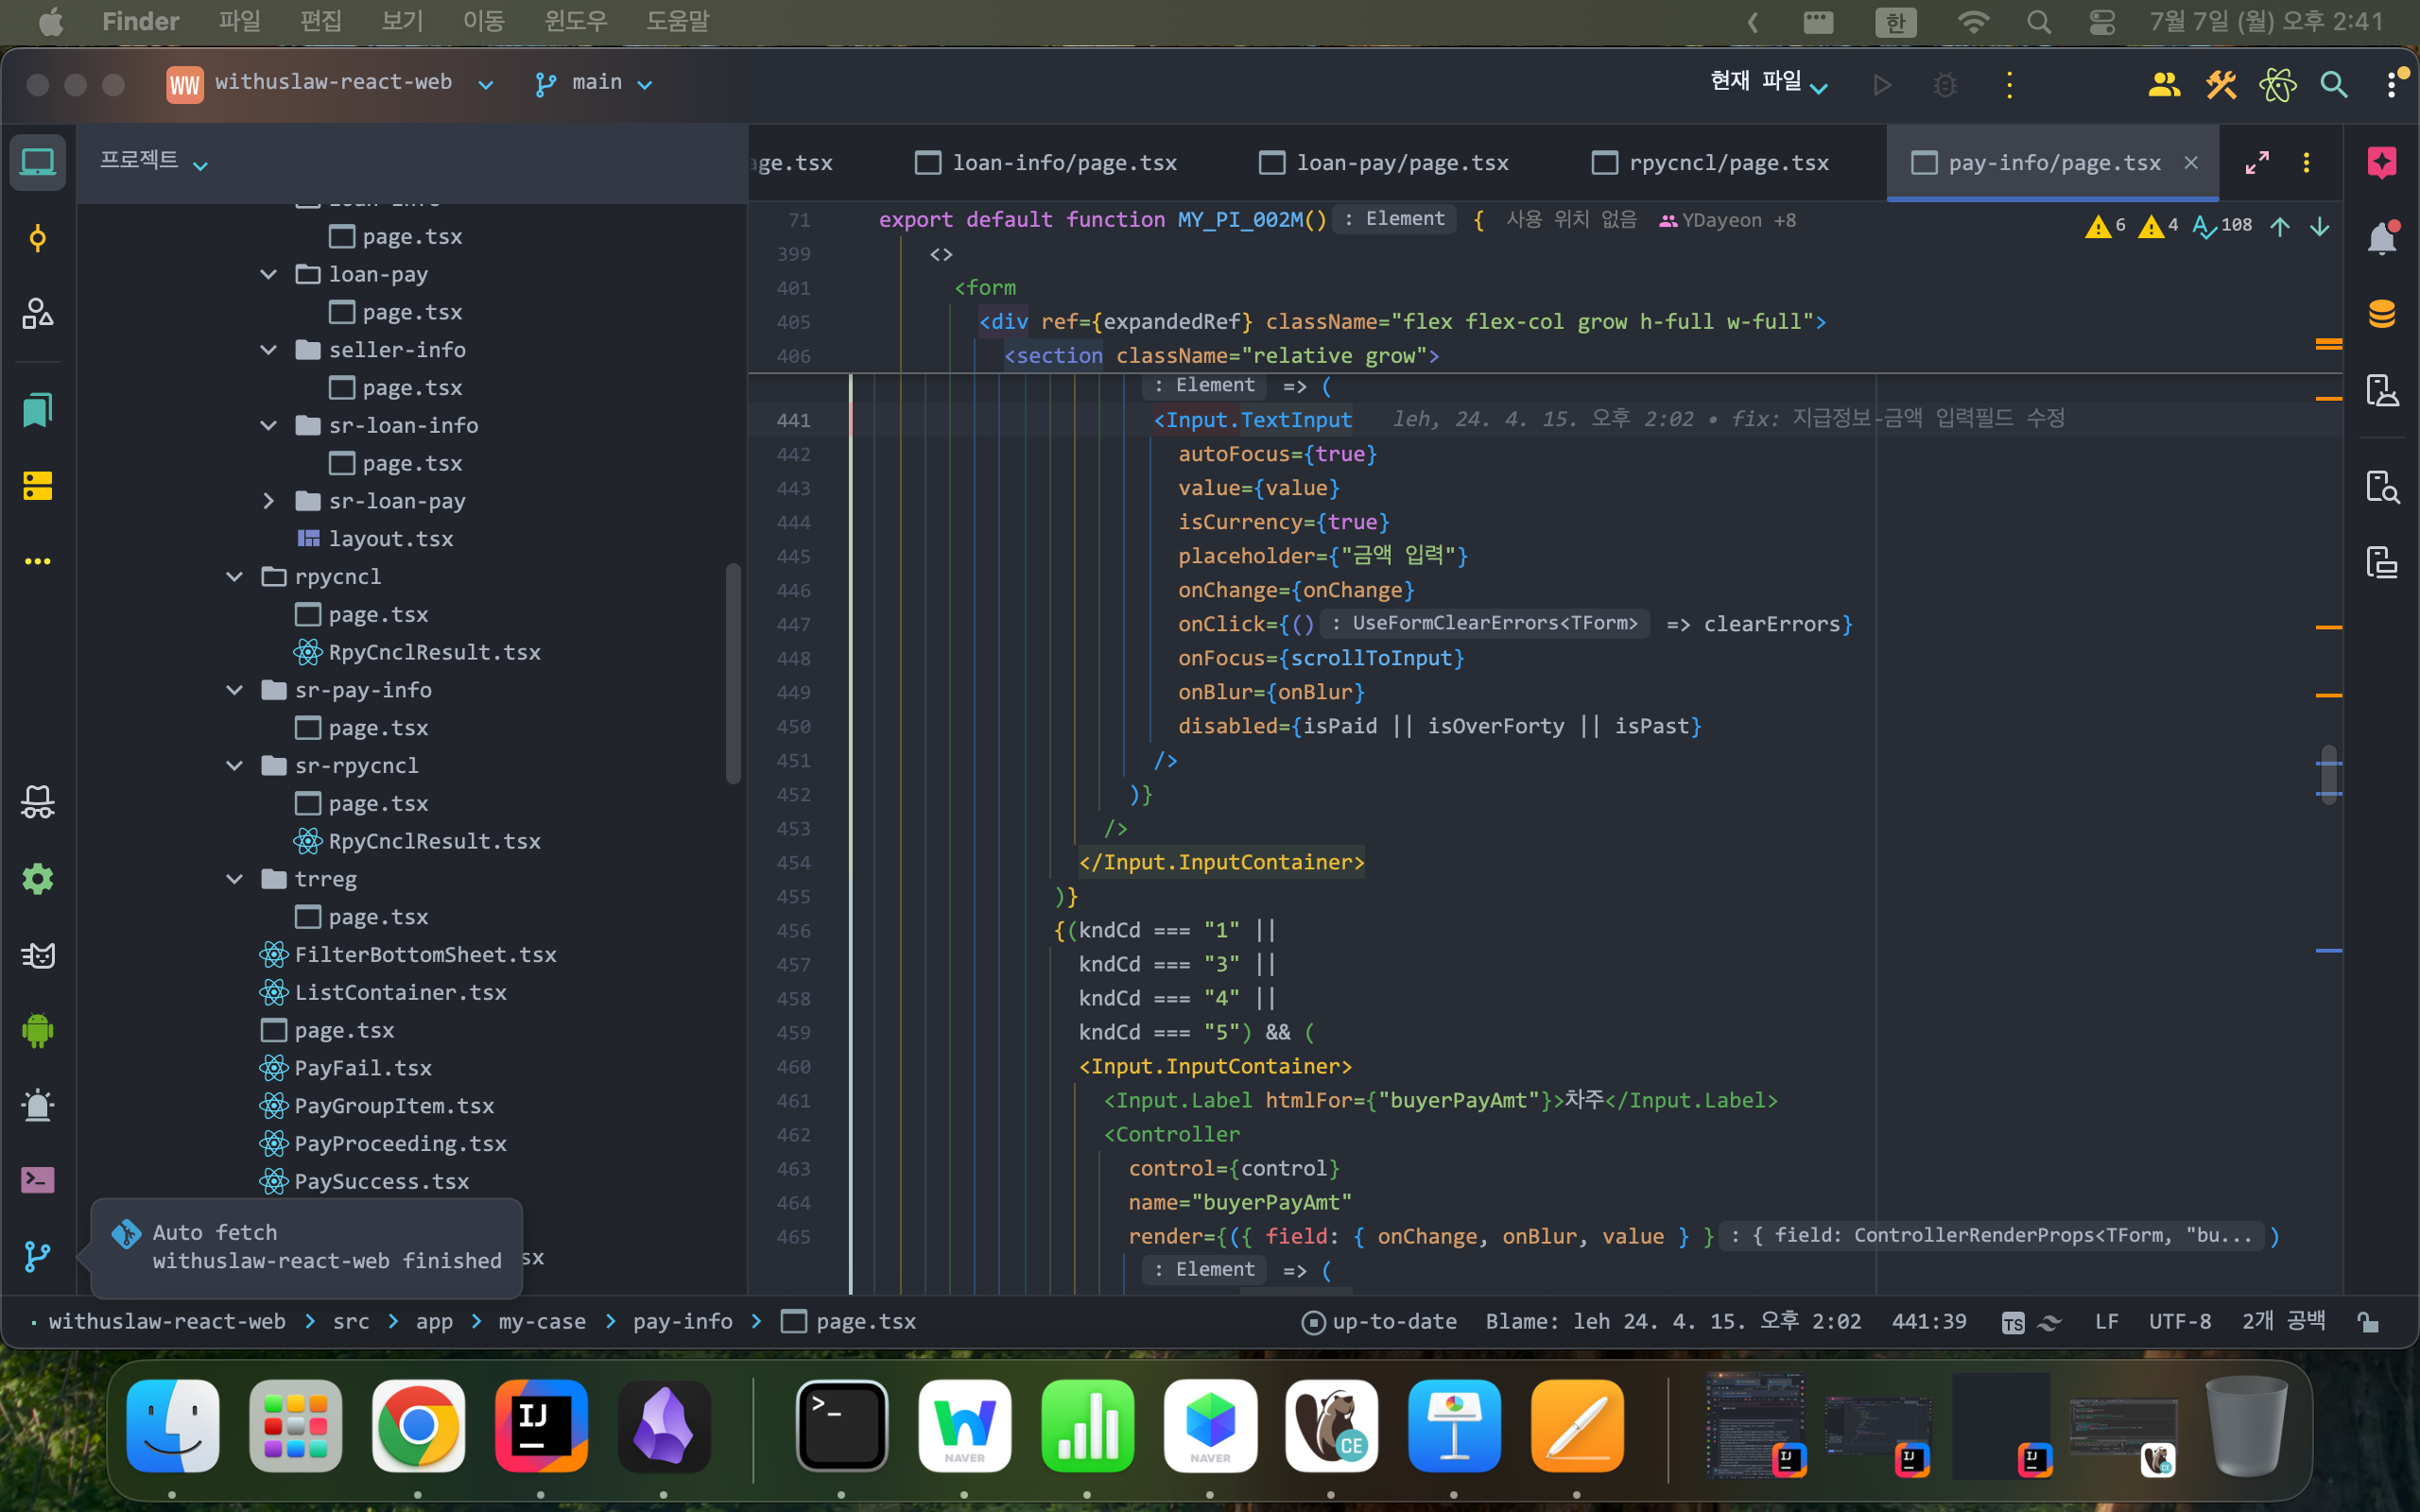 Finder 파일 편집 보기 이동 윈도우 도움말 한 7월 7일 (월) 오후 2:41
WW withuslaw-react-web main 현재 파일
프로젝트
age.tsx loan-info/page.tsx loan-pay/page.tsx rpycncl/page.tsx pay-info/page.tsx
loan-info
page.tsx
loan-pay
page.tsx
seller-info
page.tsx
sr-loan-info
page.tsx
sr-loan-pay
layout.tsx
rpycncl
page.tsx
RpyCnclResult.tsx
sr-pay-info
page.tsx
sr-rpycncl
page.tsx
RpyCnclResult.tsx
trreg
page.tsx
FilterBottomSheet.tsx
ListContainer.tsx
page.tsx
PayFail.tsx
PayGroupItem.tsx
PayProceeding.tsx
PaySuccess.tsx
sx
Auto fetch
withuslaw-react-web finished
71 export default function MY_PI_002M() : Element { 사용 위치 없음 YDayeon +8
6 4 108
399 <>
401 <form
405 <div ref={expandedRef} className="flex flex-col grow h-full w-full">
406 <section className="relative grow">
: Element => (
441 <Input.TextInput leh, 24. 4. 15. 오후 2:02 • fix: 지급정보-금액 입력필드 수정
442 autoFocus={true}
443 value={value}
444 isCurrency={true}
445 placeholder={"금액 입력"}
446 onChange={onChange}
447 onClick={() : UseFormClearErrors<TForm> => clearErrors}
448 onFocus={scrollToInput}
449 onBlur={onBlur}
450 disabled={isPaid || isOverForty || isPast}
451 />
452 )}
453 />
454 </Input.InputContainer>
455 )}
456 {(kndCd === "1" ||
457 kndCd === "3" ||
458 kndCd === "4" ||
459 kndCd === "5") && (
460 <Input.InputContainer>
461 <Input.Label htmlFor={"buyerPayAmt"}>차주</Input.Label>
462 <Controller
463 control={control}
464 name="buyerPayAmt"
465 render={({ field: { onChange, onBlur, value } } : { field: ControllerRenderProps<TForm, "bu... )
: Element => (
withuslaw-react-web > src > app > my-case > pay-info > page.tsx up-to-date Blame: leh 24. 4. 15. 오후 2:02 441:39 TS LF UTF-8 2개 공백
IJ >_ NAVER NAVER CE IJ IJ IJ CE